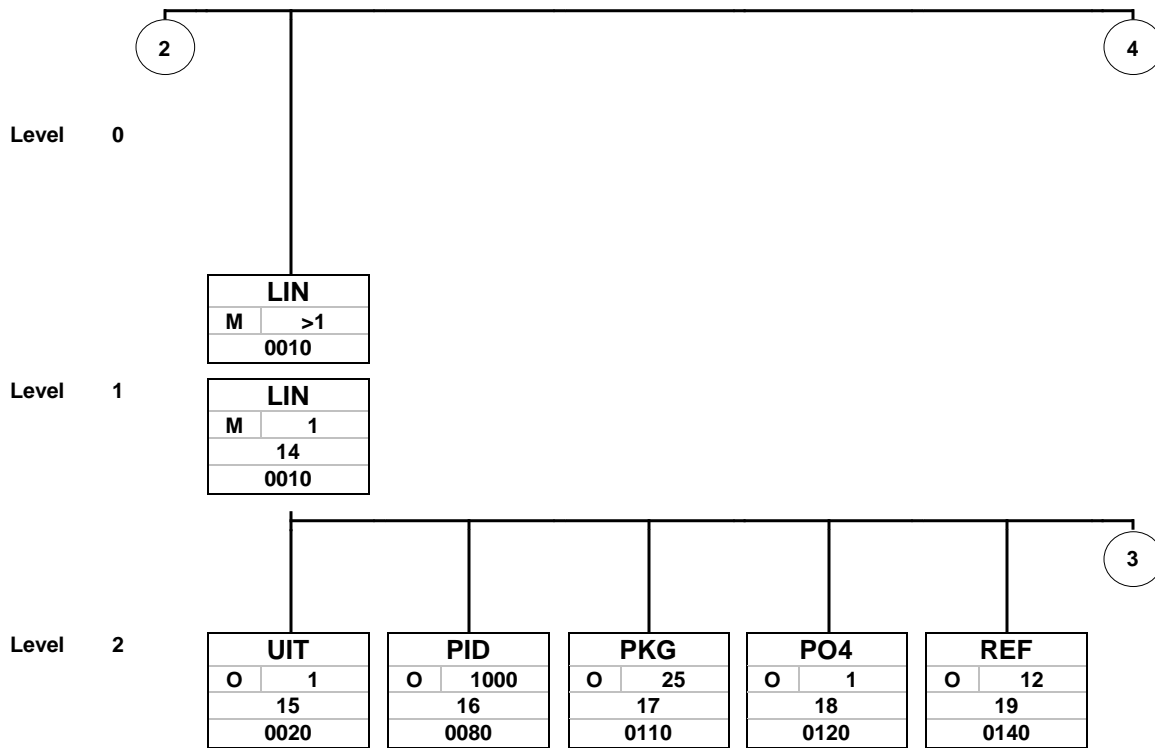 2
4
Level 0
LIN
M >1
0010
Level 1
LIN
M 1
14
0010
3
Level 2
UIT
O 1
15
0020
PID
O 1000
16
0080
PKG
O 25
17
0110
PO4
O 1
18
0120
REF
O 12
19
0140